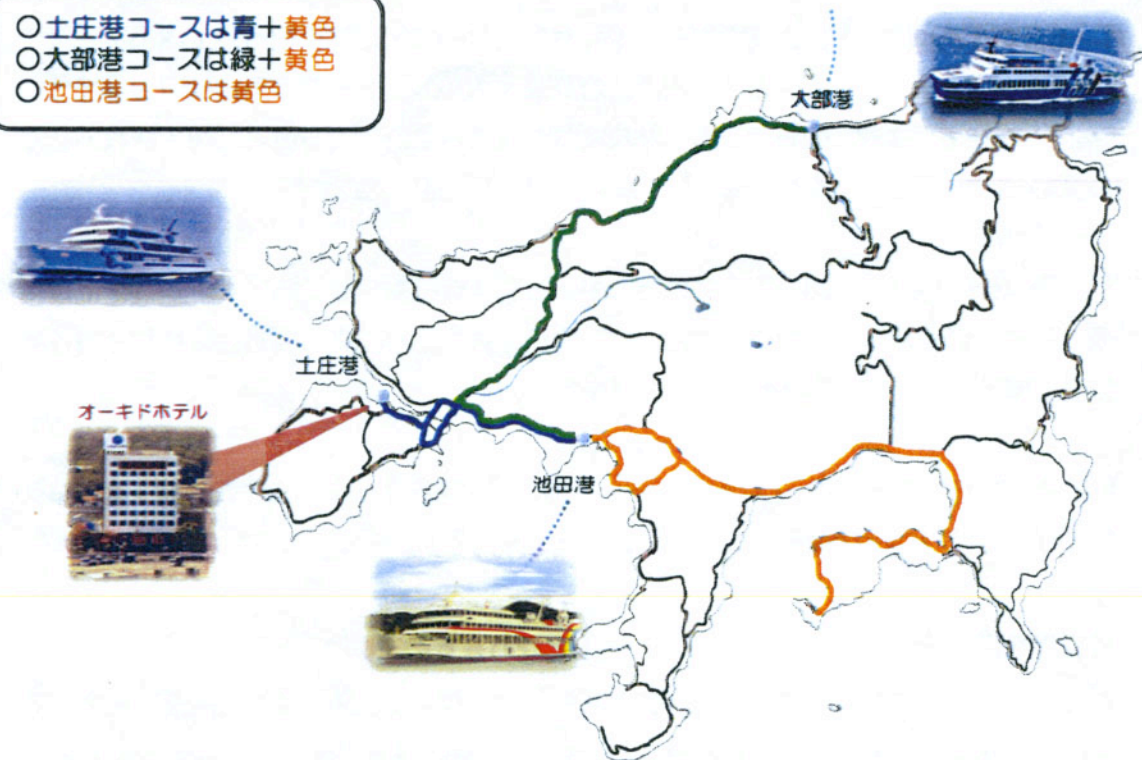 ○土庄港コースは青＋黄色
○大部港コースは緑＋黄色
○池田港コースは黄色
大部港
土庄港
オーキドホテル
池田港